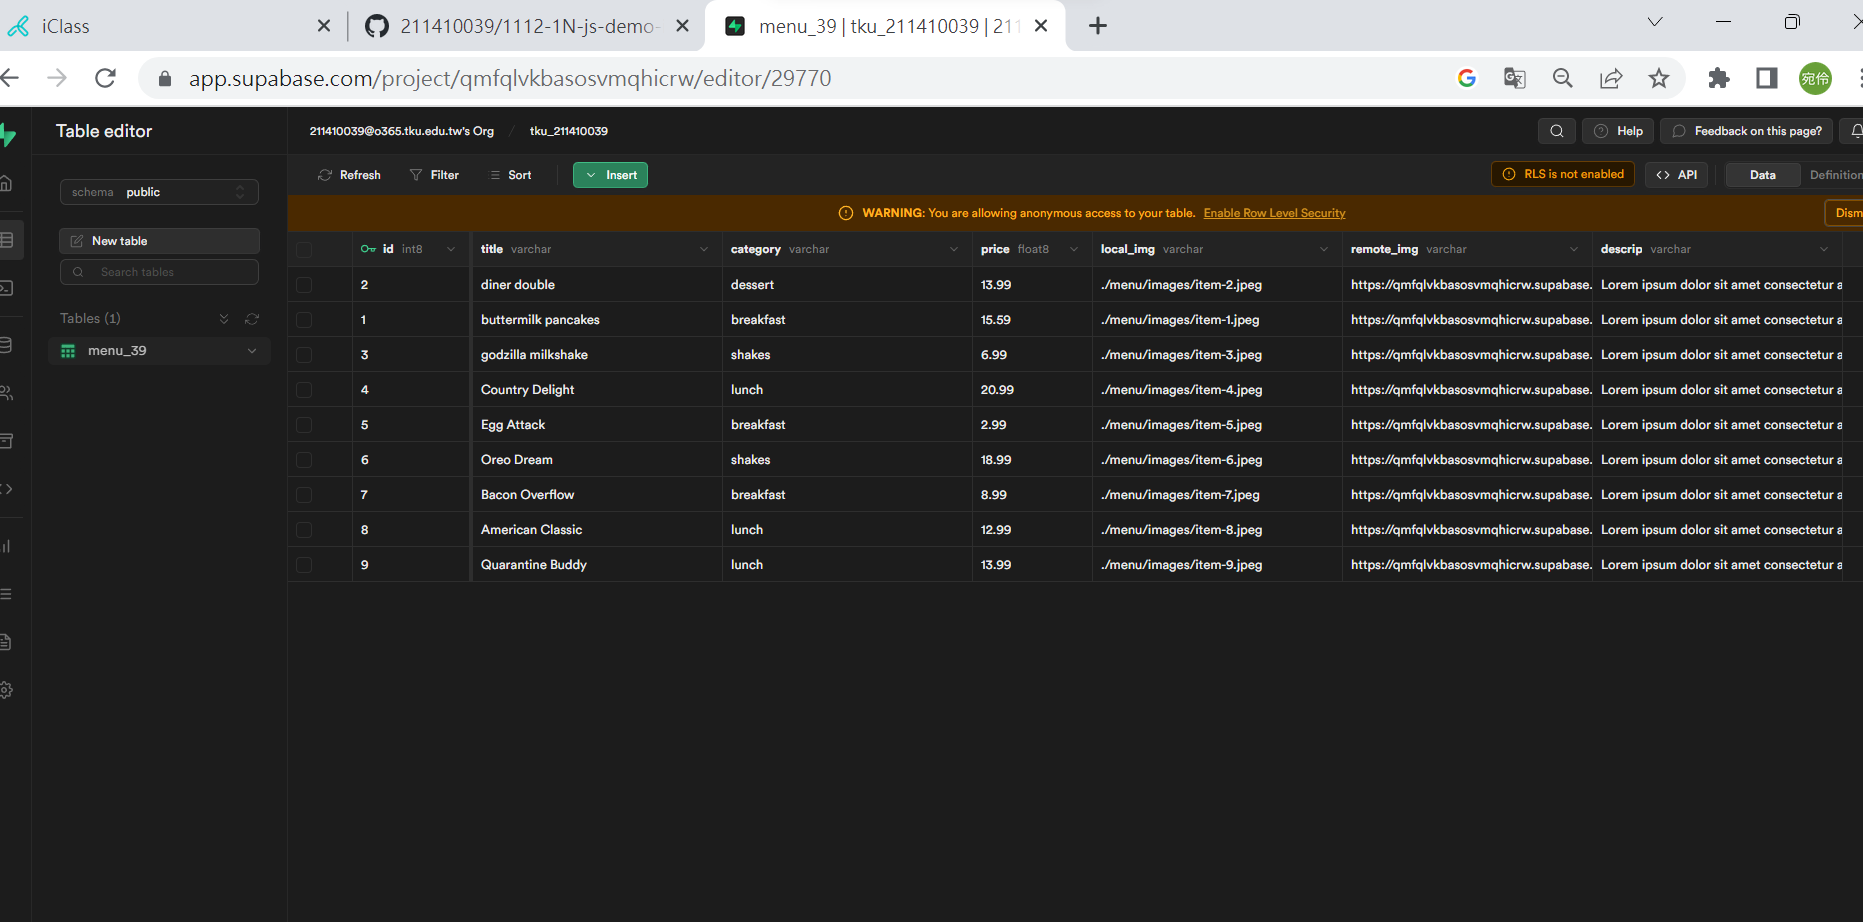 iClass
211410039/1112-1N-js-demo-
menu_39 | tku_211410039 | 211
app.supabase.com/project/qmfqlvkbasosvmqhicrw/editor/29770
宛伶
Table editor
211410039@o365.tku.edu.tw's Org / tku_211410039
Help
Feedback on this page?
schema public
Refresh
Filter
Sort
Insert
RLS is not enabled
<> API
Data
Definition
WARNING: You are allowing anonymous access to your table. Enable Row Level Security
Dism
New table
Search tables
Tables (1)
menu_39
id int8 title varchar category varchar price float8 local_img varchar remote_img varchar descrip varchar
2 diner double dessert 13.99 ./menu/images/item-2.jpeg https://qmfqlvkbasosvmqhicrw.supabase. Lorem ipsum dolor sit amet consectetur a
1 buttermilk pancakes breakfast 15.59 ./menu/images/item-1.jpeg https://qmfqlvkbasosvmqhicrw.supabase. Lorem ipsum dolor sit amet consectetur a
3 godzilla milkshake shakes 6.99 ./menu/images/item-3.jpeg https://qmfqlvkbasosvmqhicrw.supabase. Lorem ipsum dolor sit amet consectetur a
4 Country Delight lunch 20.99 ./menu/images/item-4.jpeg https://qmfqlvkbasosvmqhicrw.supabase. Lorem ipsum dolor sit amet consectetur a
5 Egg Attack breakfast 2.99 ./menu/images/item-5.jpeg https://qmfqlvkbasosvmqhicrw.supabase. Lorem ipsum dolor sit amet consectetur a
6 Oreo Dream shakes 18.99 ./menu/images/item-6.jpeg https://qmfqlvkbasosvmqhicrw.supabase. Lorem ipsum dolor sit amet consectetur a
7 Bacon Overflow breakfast 8.99 ./menu/images/item-7.jpeg https://qmfqlvkbasosvmqhicrw.supabase. Lorem ipsum dolor sit amet consectetur a
8 American Classic lunch 12.99 ./menu/images/item-8.jpeg https://qmfqlvkbasosvmqhicrw.supabase. Lorem ipsum dolor sit amet consectetur a
9 Quarantine Buddy lunch 13.99 ./menu/images/item-9.jpeg https://qmfqlvkbasosvmqhicrw.supabase. Lorem ipsum dolor sit amet consectetur a